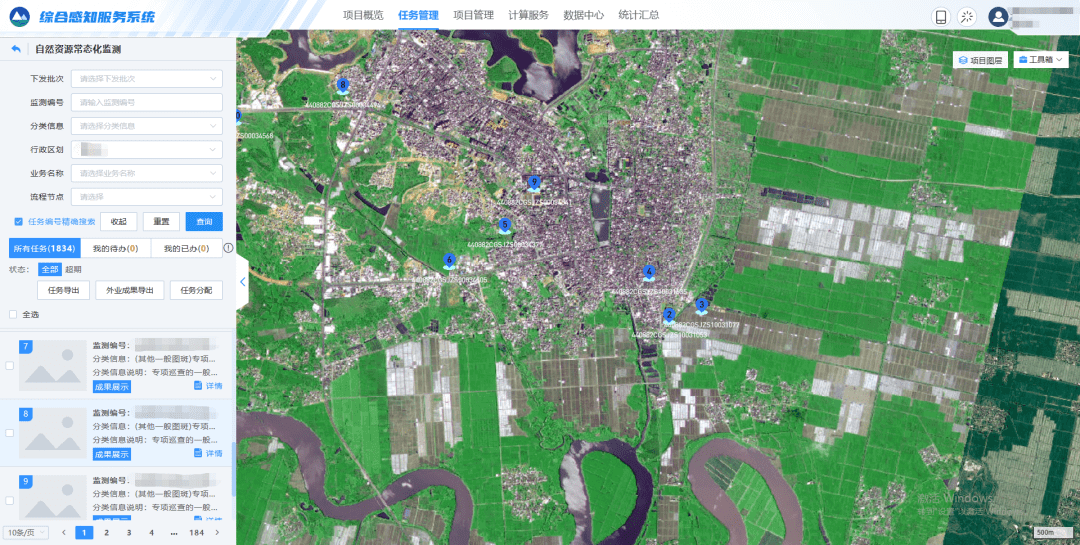 综合感知服务系统
项目概览 任务管理 项目管理 计算服务 数据中心 统计汇总
自然资源常态化监测
下发批次 请选择下发批次
监测编号 请输入监测编号
分类信息 请选择分类信息
行政区划
业务名称 请选择业务名称
流程节点 请选择
任务编号精确搜索 收起 重置 查询
所有任务(1834) 我的待办(0) 我的已办(0)
状态: 全部 超期
任务导出 外业成果导出 任务分配
全选
7 监测编号:
分类信息: (其他一般图斑)专项...
分类信息说明: 专项巡查的一般...
成果展示 详情
8 监测编号:
分类信息: (其他一般图斑)专项...
分类信息说明: 专项巡查的一般...
成果展示 详情
9 监测编号:
分类信息: (其他一般图斑)专项...
分类信息说明: 专项巡查的一般...
10条/页 1 2 3 4 ... 184
项目图层 工具箱
8
9
5
6
4
3
2
激活 Windows
500m